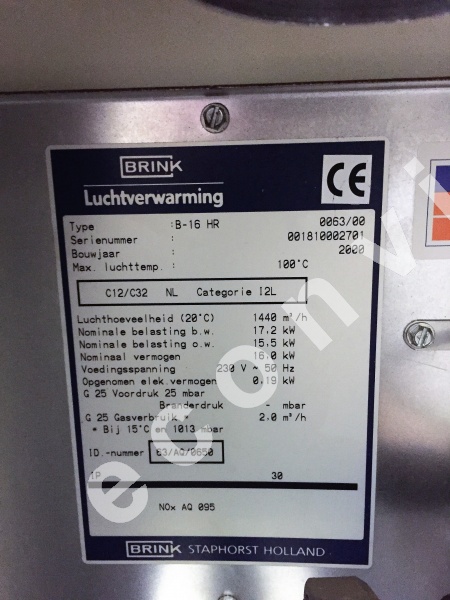 BRINK
CE
Luchtverwarming
Type :B-16 HR 0063/00
Serienummer : 001810002701
Bouwjaar : 2000
Max. luchttemp. : 100°C
C12/C32 NL Categorie I2L
Luchthoeveelheid (20°C) 1440 m³/h
Nominale belasting b.w. 17.2 kW
Nominale belasting o.w. 15.5 kW
Nominaal vermogen 16.0 kW
Voedingsspanning 230 V ~ 50 Hz
Opgenomen elek.vermogen 0.19 kW
G 25 Voordruk 25 mbar
Branderdruk - mbar
G 25 Gasverbruik * 2.0 m³/h
* Bij 15°C en 1013 mbar
ID.-nummer 63/AQ/0650
IP 30
NOx AQ 095
BRINK STAPHORST HOLLAND
econvi